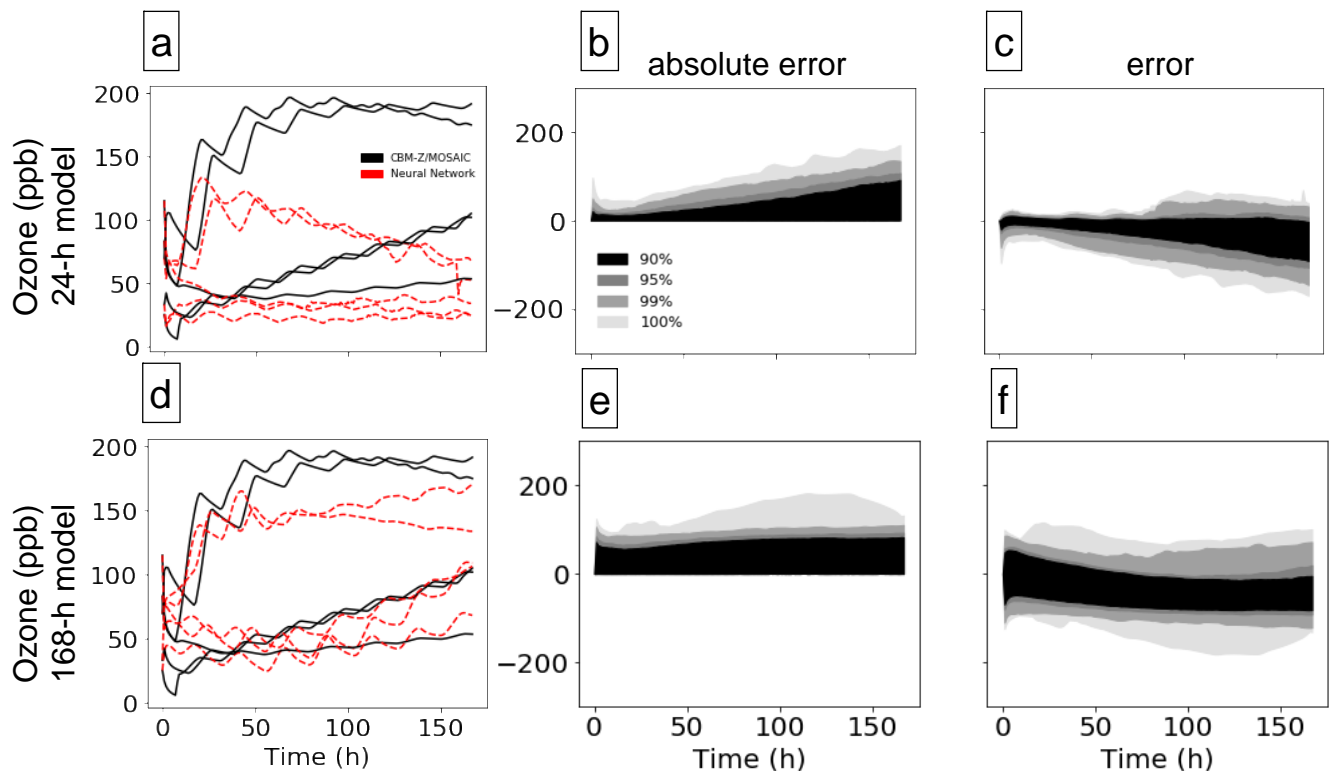 a
b
c
absolute error
error
Ozone (ppb)
24-h model
200
150
100
50
0
CBM-Z/MOSAIC
Neural Network
200
0
−200
90%
95%
99%
100%
d
e
f
Ozone (ppb)
168-h model
200
150
100
50
0
0
50
100
150
Time (h)
200
0
−200
0
50
100
150
Time (h)
0
50
100
150
Time (h)